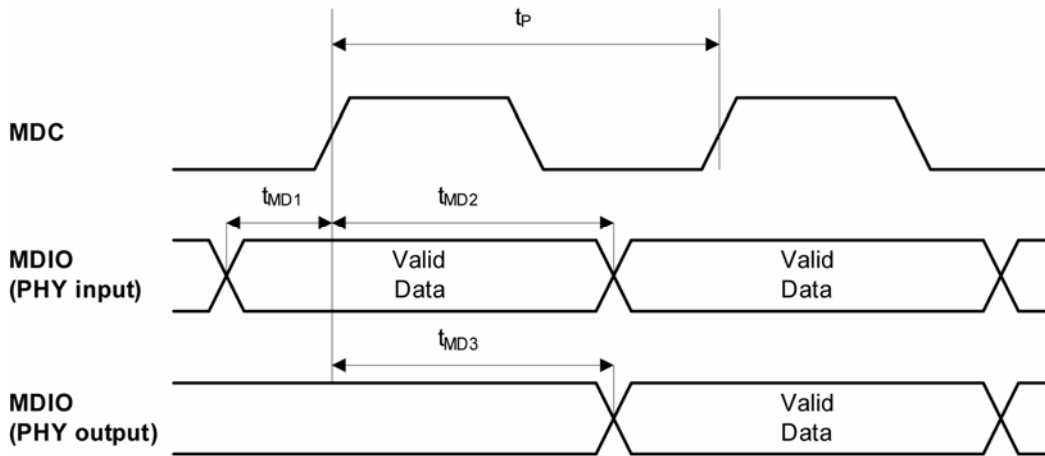 tP
MDC
tMD1
tMD2
MDIO
(PHY input)
Valid
Data
Valid
Data
tMD3
MDIO
(PHY output)
Valid
Data